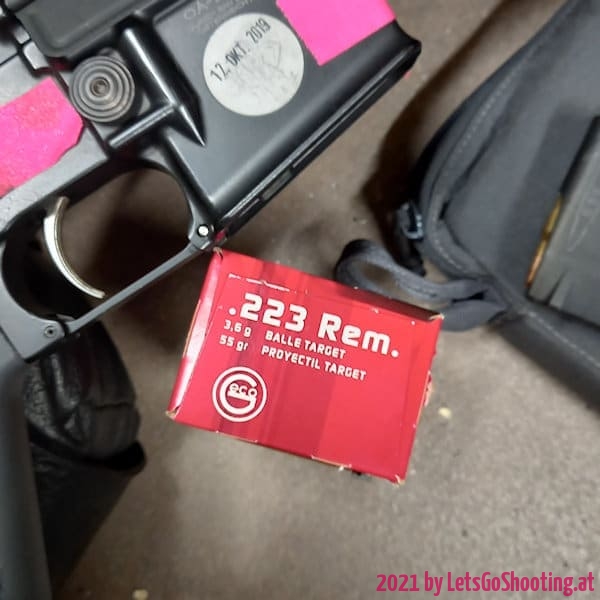 12. OKT. 2019
.223 Rem.
3,6 g BALLE TARGET
55 gr PROYECTIL TARGET
Geco
2021 by LetsGoShooting.at